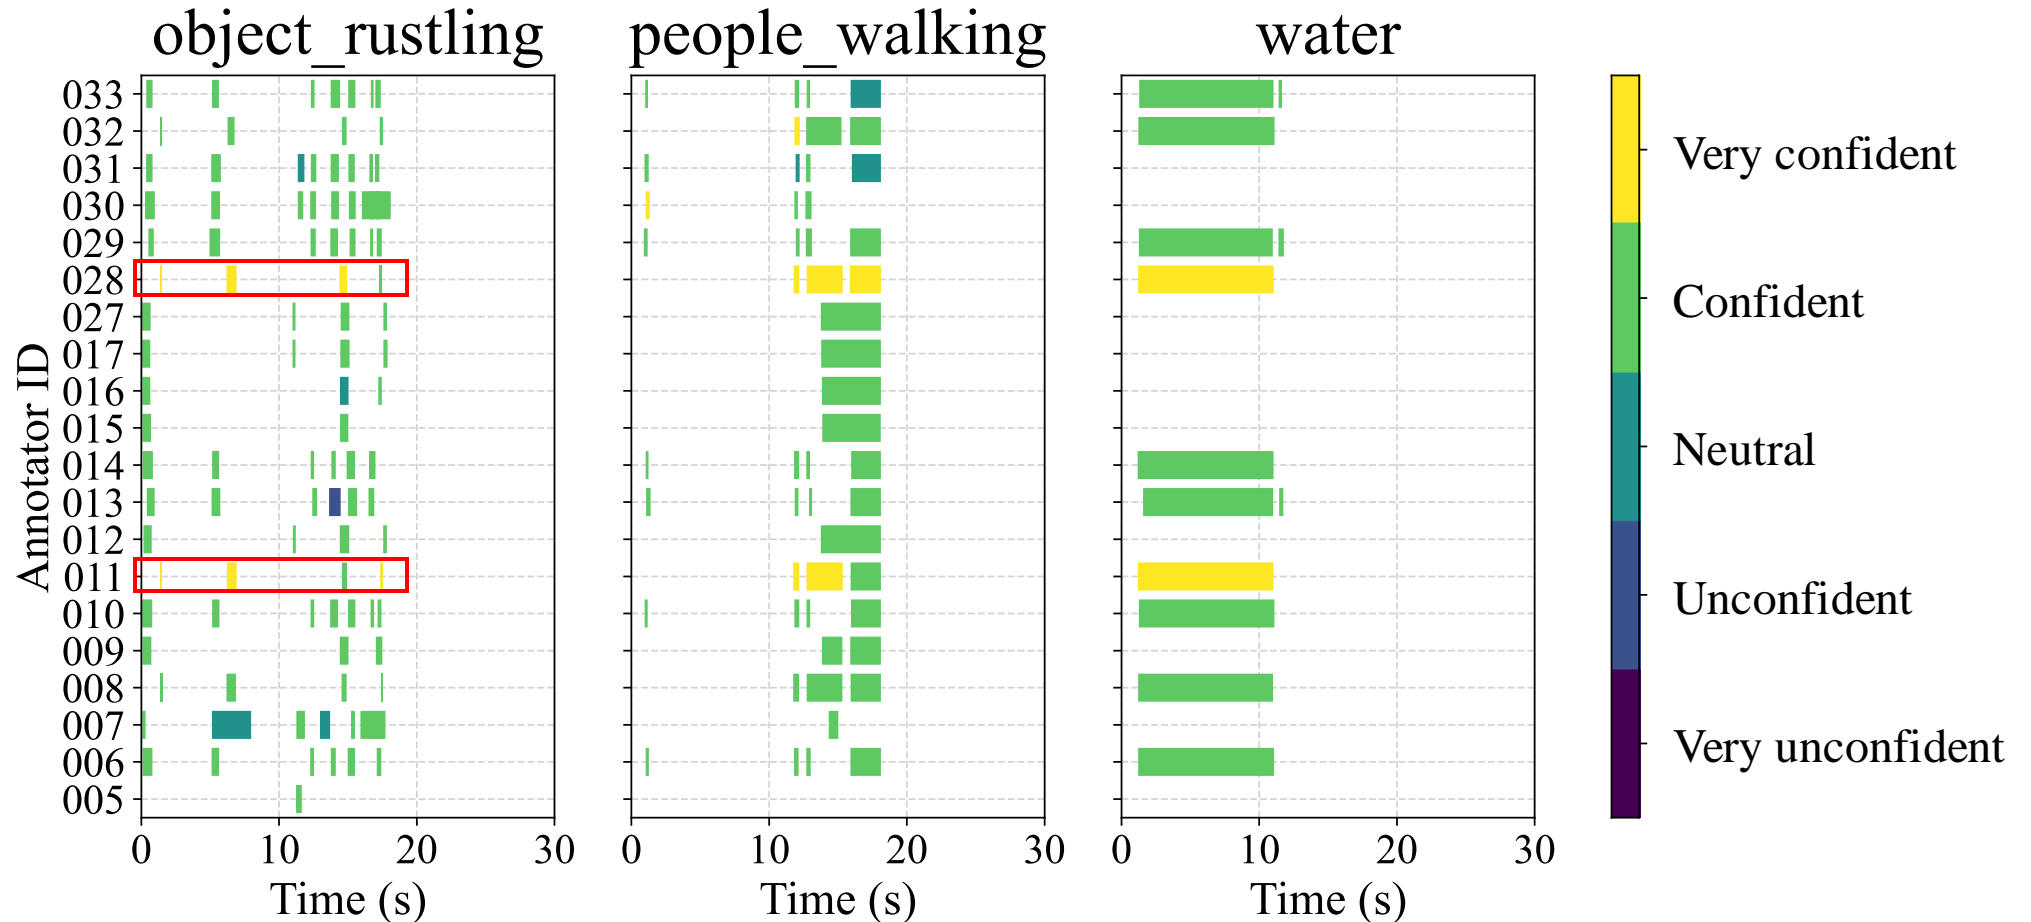 object_rustling people_walking water
033
032
031
030
029
028
027
017
016
015
014
013
012
011
010
009
008
007
006
005
Annotator ID
0 10 20 30 0 10 20 30 0 10 20 30
Time (s) Time (s) Time (s)
Very confident
Confident
Neutral
Unconfident
Very unconfident